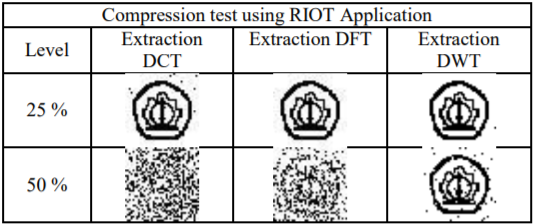 Compression test using RIOT Application
Level
Extraction
DCT
Extraction DFT
Extraction
DWT
25 %
50 %